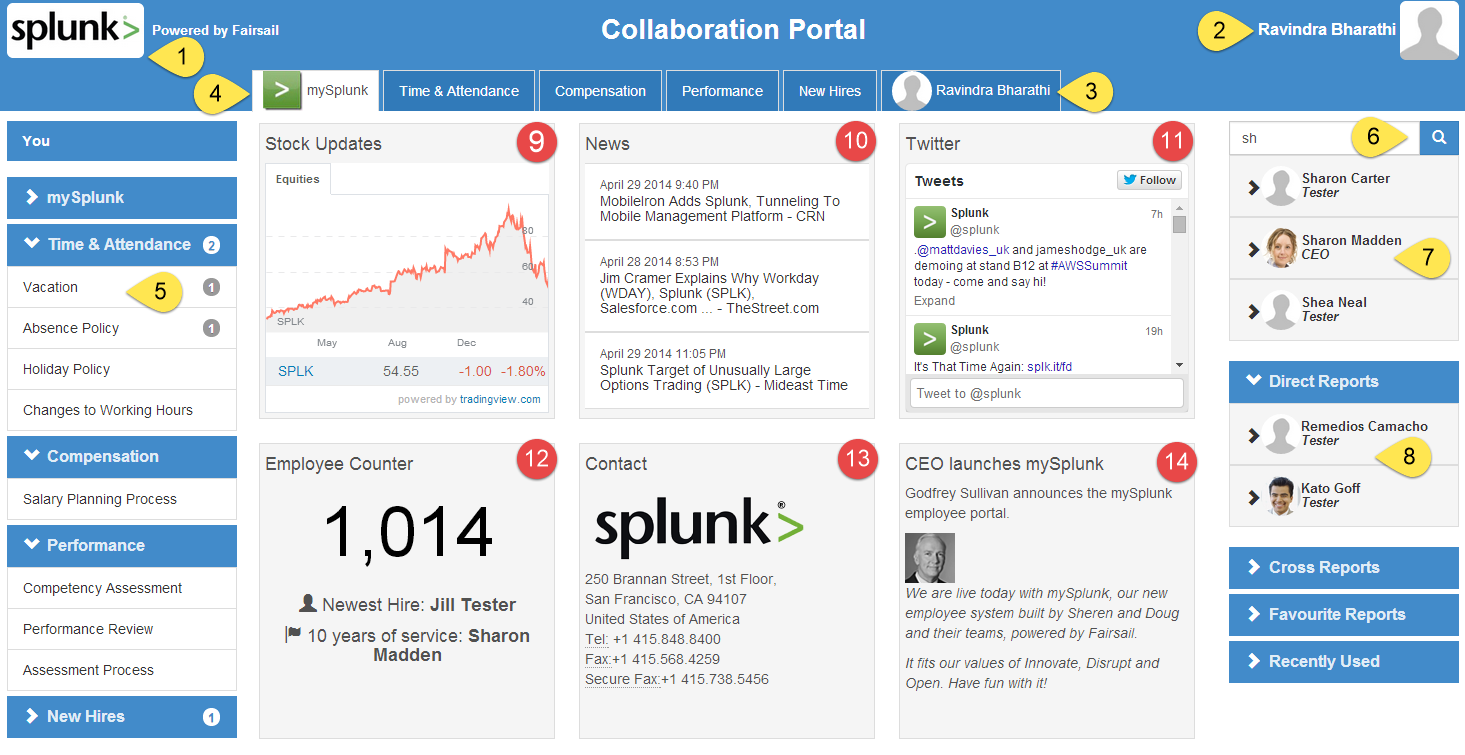 splunk>
Powered by Fairsail
1
Collaboration Portal
2
Ravindra Bharathi
4
mySplunk
Time & Attendance
Compensation
Performance
New Hires
Ravindra Bharathi
3
You
mySplunk
Time & Attendance 2
Vacation 5 1
Absence Policy 1
Holiday Policy
Changes to Working Hours
Compensation
Salary Planning Process
Performance
Competency Assessment
Performance Review
Assessment Process
New Hires 1
Stock Updates 9
Equities
80
60
40
SPLK
May Aug Dec
SPLK 54.55 -1.00 -1.80%
powered by tradingview.com
News 10
April 29 2014 9:40 PM
MobileIron Adds Splunk, Tunneling To
Mobile Management Platform - CRN
April 28 2014 8:53 PM
Jim Cramer Explains Why Workday
(WDAY), Splunk (SPLK),
Salesforce.com ... - TheStreet.com
April 29 2014 11:05 PM
Splunk Target of Unusually Large
Options Trading (SPLK) - Mideast Time
Twitter 11
Tweets Follow
Splunk 7h
@splunk
.@mattdavies_uk and jameshodge_uk are
demoing at stand B12 at #AWSSummit
today - come and say hi!
Expand
Splunk 19h
@splunk
It's That Time Again: splk.it/fd
Tweet to @splunk
Employee Counter 12
1,014
Newest Hire: Jill Tester
10 years of service: Sharon
Madden
Contact 13
splunk>®
250 Brannan Street, 1st Floor,
San Francisco, CA 94107
United States of America
Tel: +1 415.848.8400
Fax:+1 415.568.4259
Secure Fax:+1 415.738.5456
CEO launches mySplunk 14
Godfrey Sullivan announces the mySplunk
employee portal.
We are live today with mySplunk, our new
employee system built by Sheren and Doug
and their teams, powered by Fairsail.
It fits our values of Innovate, Disrupt and
Open. Have fun with it!
sh 6
Sharon Carter
Tester
Sharon Madden
CEO
7
Shea Neal
Tester
Direct Reports
Remedios Camacho
Tester
8
Kato Goff
Tester
Cross Reports
Favourite Reports
Recently Used